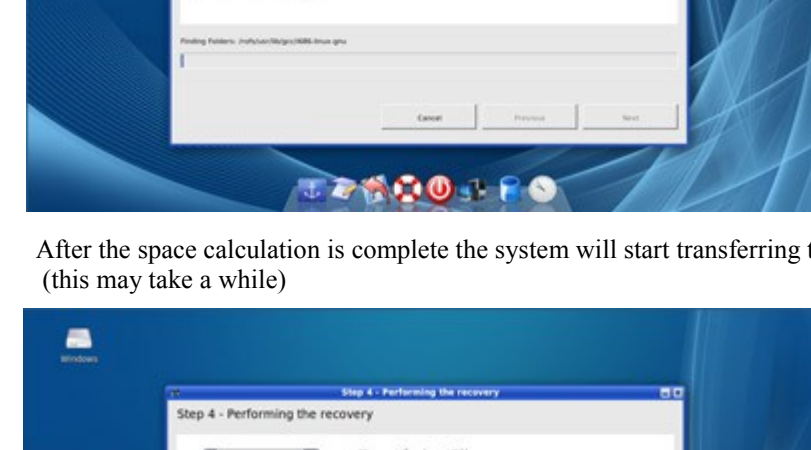 Finding Folders: /rofs/usr/lib/gcc/i686-linux-gnu
Cancel
Previous
Next
After the space calculation is complete the system will start transferring
(this may take a while)
Windows
Step 4 - Performing the recovery
Step 4 - Performing the recovery